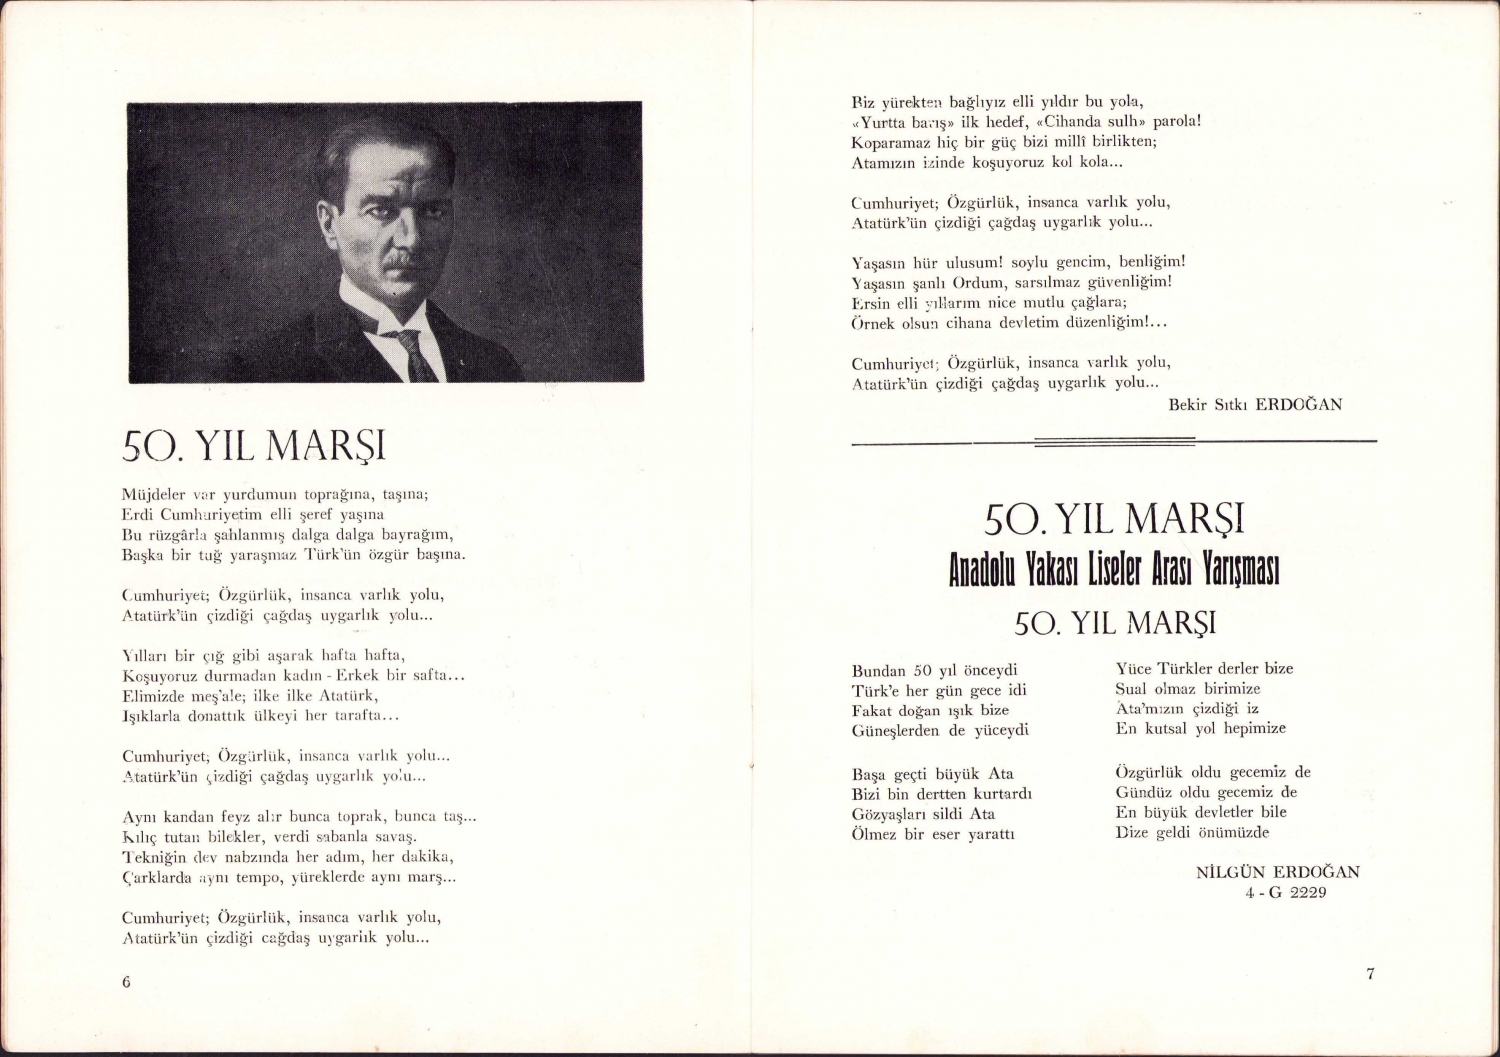 50. YIL MARŞI
Müjdeler var yurdumun toprağına, taşına;
Erdi Cumhuriyetim elli şeref yaşına
Bu rüzgârla şahlanmış dalga dalga bayrağım,
Başka bir tuğ yaraşmaz Türk'ün özgür başına.
Cumhuriyet; Özgürlük, insanca varlık yolu,
Atatürk'ün çizdiği çağdaş uygarlık yolu...
Yılları bir çığ gibi aşarak hafta hafta,
Koşuyoruz durmadan kadın - Erkek bir safta...
Elimizde meş'ale; ilke ilke Atatürk,
Işıklarla donattık ülkeyi her tarafta...
Cumhuriyet; Özgürlük, insanca varlık yolu...
Atatürk'ün çizdiği çağdaş uygarlık yolu...
Aynı kandan feyz alır bunca toprak, bunca taş...
Kılıç tutan bilekler, verdi sabanla savaş.
Tekniğin dev nabzında her adım, her dakika,
Çarklarda aynı tempo, yüreklerde aynı marş...
Cumhuriyet; Özgürlük, insanca varlık yolu,
Atatürk'ün çizdiği cağdaş uygarlık yolu...
6
Biz yürekten bağlıyız elli yıldır bu yola,
«Yurtta barış» ilk hedef, «Cihanda sulh» parola!
Koparamaz hiç bir güç bizi millî birlikten;
Atamızın izinde koşuyoruz kol kola...
Cumhuriyet; Özgürlük, insanca varlık yolu,
Atatürk'ün çizdiği çağdaş uygarlık yolu...
Yaşasın hür ulusum! soylu gencim, benliğim!
Yaşasın şanlı Ordum, sarsılmaz güvenliğim!
Ersin elli yıllarım nice mutlu çağlara;
Örnek olsun cihana devletim düzenliğim!...
Cumhuriyet; Özgürlük, insanca varlık yolu,
Atatürk'ün çizdiği çağdaş uygarlık yolu...
Bekir Sıtkı ERDOĞAN
50. YIL MARŞI
Anadolu Yakası Liseler Arası Yarışması
50. YIL MARŞI
Bundan 50 yıl önceydi
Türk'e her gün gece idi
Fakat doğan ışık bize
Güneşlerden de yüceydi
Başa geçti büyük Ata
Bizi bin dertten kurtardı
Gözyaşları sildi Ata
Ölmez bir eser yarattı
Yüce Türkler derler bize
Sual olmaz birimize
Ata'mızın çizdiği iz
En kutsal yol hepimize
Özgürlük oldu gecemiz de
Gündüz oldu gecemiz de
En büyük devletler bile
Dize geldi önümüzde
NİLGÜN ERDOĞAN
4 - G 2229
7